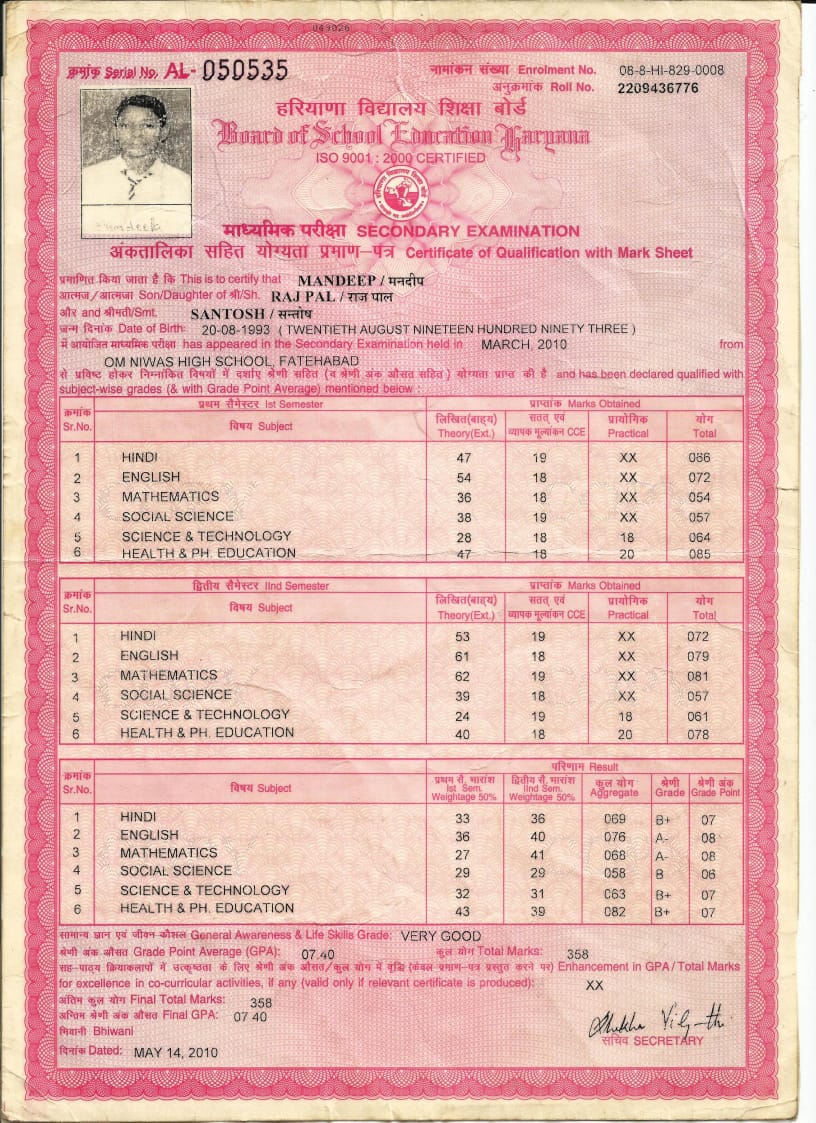 049026
क्रमांक Serial No. AL- 050535
नामांकन संख्या Enrolment No. 08-8-HI-829-0008
अनुक्रमांक Roll No. 2209436776
हरियाणा विद्यालय शिक्षा बोर्ड
Board of School Education Haryana
ISO 9001 : 2000 CERTIFIED
माध्यमिक परीक्षा SECONDARY EXAMINATION
अंकतालिका सहित योग्यता प्रमाण-पत्र Certificate of Qualification with Mark Sheet
प्रमाणित किया जाता है कि This is to certify that MANDEEP / मनदीप
आत्मज/आत्मजा Son/Daughter of श्री/Sh. RAJ PAL / राज पाल
और and श्रीमती/Smt. SANTOSH / सन्तोष
जन्म दिनांक Date of Birth: 20-08-1993 ( TWENTIETH AUGUST NINETEEN HUNDRED NINETY THREE )
में आयोजित माध्यमिक परीक्षा has appeared in the Secondary Examination held in MARCH, 2010 from
OM NIWAS HIGH SCHOOL, FATEHABAD
से प्रविष्ट होकर निम्नांकित विषयों में दर्शाए श्रेणी सहित (व श्रेणी अंक औसत सहित) योग्यता प्राप्त की है and has been declared qualified with
subject-wise grades (& with Grade Point Average) mentioned below :
क्रमांक Sr.No. प्रथम सैमेस्टर Ist Semester प्राप्तांक Marks Obtained
विषय Subject लिखित(बाह्य) Theory(Ext.) सतत् एवं व्यापक मूल्यांकन CCE प्रायोगिक Practical योग Total
1 HINDI 47 19 XX 066
2 ENGLISH 54 18 XX 072
3 MATHEMATICS 36 18 XX 054
4 SOCIAL SCIENCE 38 19 XX 057
5 SCIENCE & TECHNOLOGY 28 18 18 064
6 HEALTH & PH. EDUCATION 47 18 20 085
क्रमांक Sr.No. द्वितीय सैमेस्टर IInd Semester प्राप्तांक Marks Obtained
विषय Subject लिखित(बाह्य) Theory(Ext.) सतत् एवं व्यापक मूल्यांकन CCE प्रायोगिक Practical योग Total
1 HINDI 53 19 XX 072
2 ENGLISH 61 18 XX 079
3 MATHEMATICS 62 19 XX 081
4 SOCIAL SCIENCE 39 18 XX 057
5 SCIENCE & TECHNOLOGY 24 19 18 061
6 HEALTH & PH. EDUCATION 40 18 20 078
क्रमांक Sr.No. परिणाम Result
विषय Subject प्रथम सै. भारांश Ist Sem. Weightage 50% द्वितीय सै. भारांश IInd Sem. Weightage 50% कुल योग Aggregate श्रेणी Grade श्रेणी अंक Grade Point
1 HINDI 33 36 069 B+ 07
2 ENGLISH 36 40 076 A- 08
3 MATHEMATICS 27 41 068 A- 08
4 SOCIAL SCIENCE 29 29 058 B 06
5 SCIENCE & TECHNOLOGY 32 31 063 B+ 07
6 HEALTH & PH. EDUCATION 43 39 082 B+ 07
सामान्य ज्ञान एवं जीवन कौशल General Awareness & Life Skills Grade: VERY GOOD
श्रेणी अंक औसत Grade Point Average (GPA): 07.40 कुल योग Total Marks: 358
सह-पाठ्य क्रियाकलापों में उत्कृष्ठता के लिए श्रेणी अंक औसत/कुल योग में वृद्धि (केवल प्रमाण-पत्र प्रस्तुत करने पर) Enhancement in GPA/Total Marks
for excellence in co-curricular activities, if any (valid only if relevant certificate is produced): XX
अंतिम कुल योग Final Total Marks: 358
अन्तिम श्रेणी अंक औसत Final GPA: 07 40
भिवानी Bhiwani
सचिव SECRETARY
दिनांक Dated: MAY 14, 2010